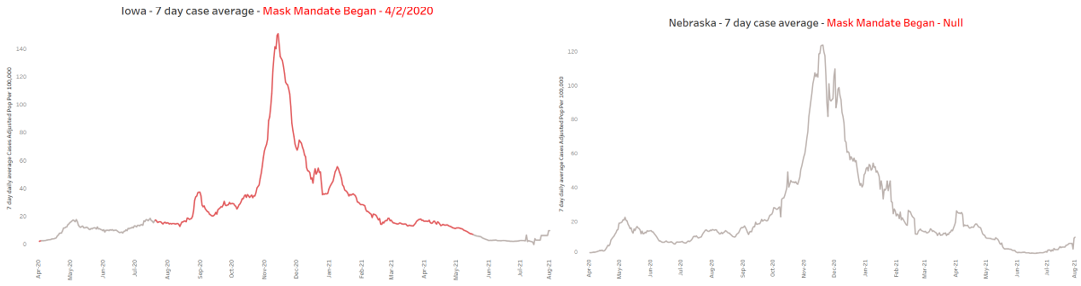 Iowa - 7 day case average - Mask Mandate Began - 4/2/2020
7 day daily average Cases Adjusted Pop Per 100,000
140
120
100
80
60
40
20
0
Apr-20
May-20
Jun-20
Jul-20
Aug-20
Sep-20
Oct-20
Nov-20
Dec-20
Jan-21
Feb-21
Mar-21
Apr-21
May-21
Jun-21
Jul-21
Aug-21
Nebraska - 7 day case average - Mask Mandate Began - Null
7 day daily average Cases Adjusted Pop Per 100,000
120
100
80
60
40
20
0
Apr-20
May-20
Jun-20
Jul-20
Aug-20
Sep-20
Oct-20
Nov-20
Dec-20
Jan-21
Feb-21
Mar-21
Apr-21
May-21
Jun-21
Jul-21
Aug-21